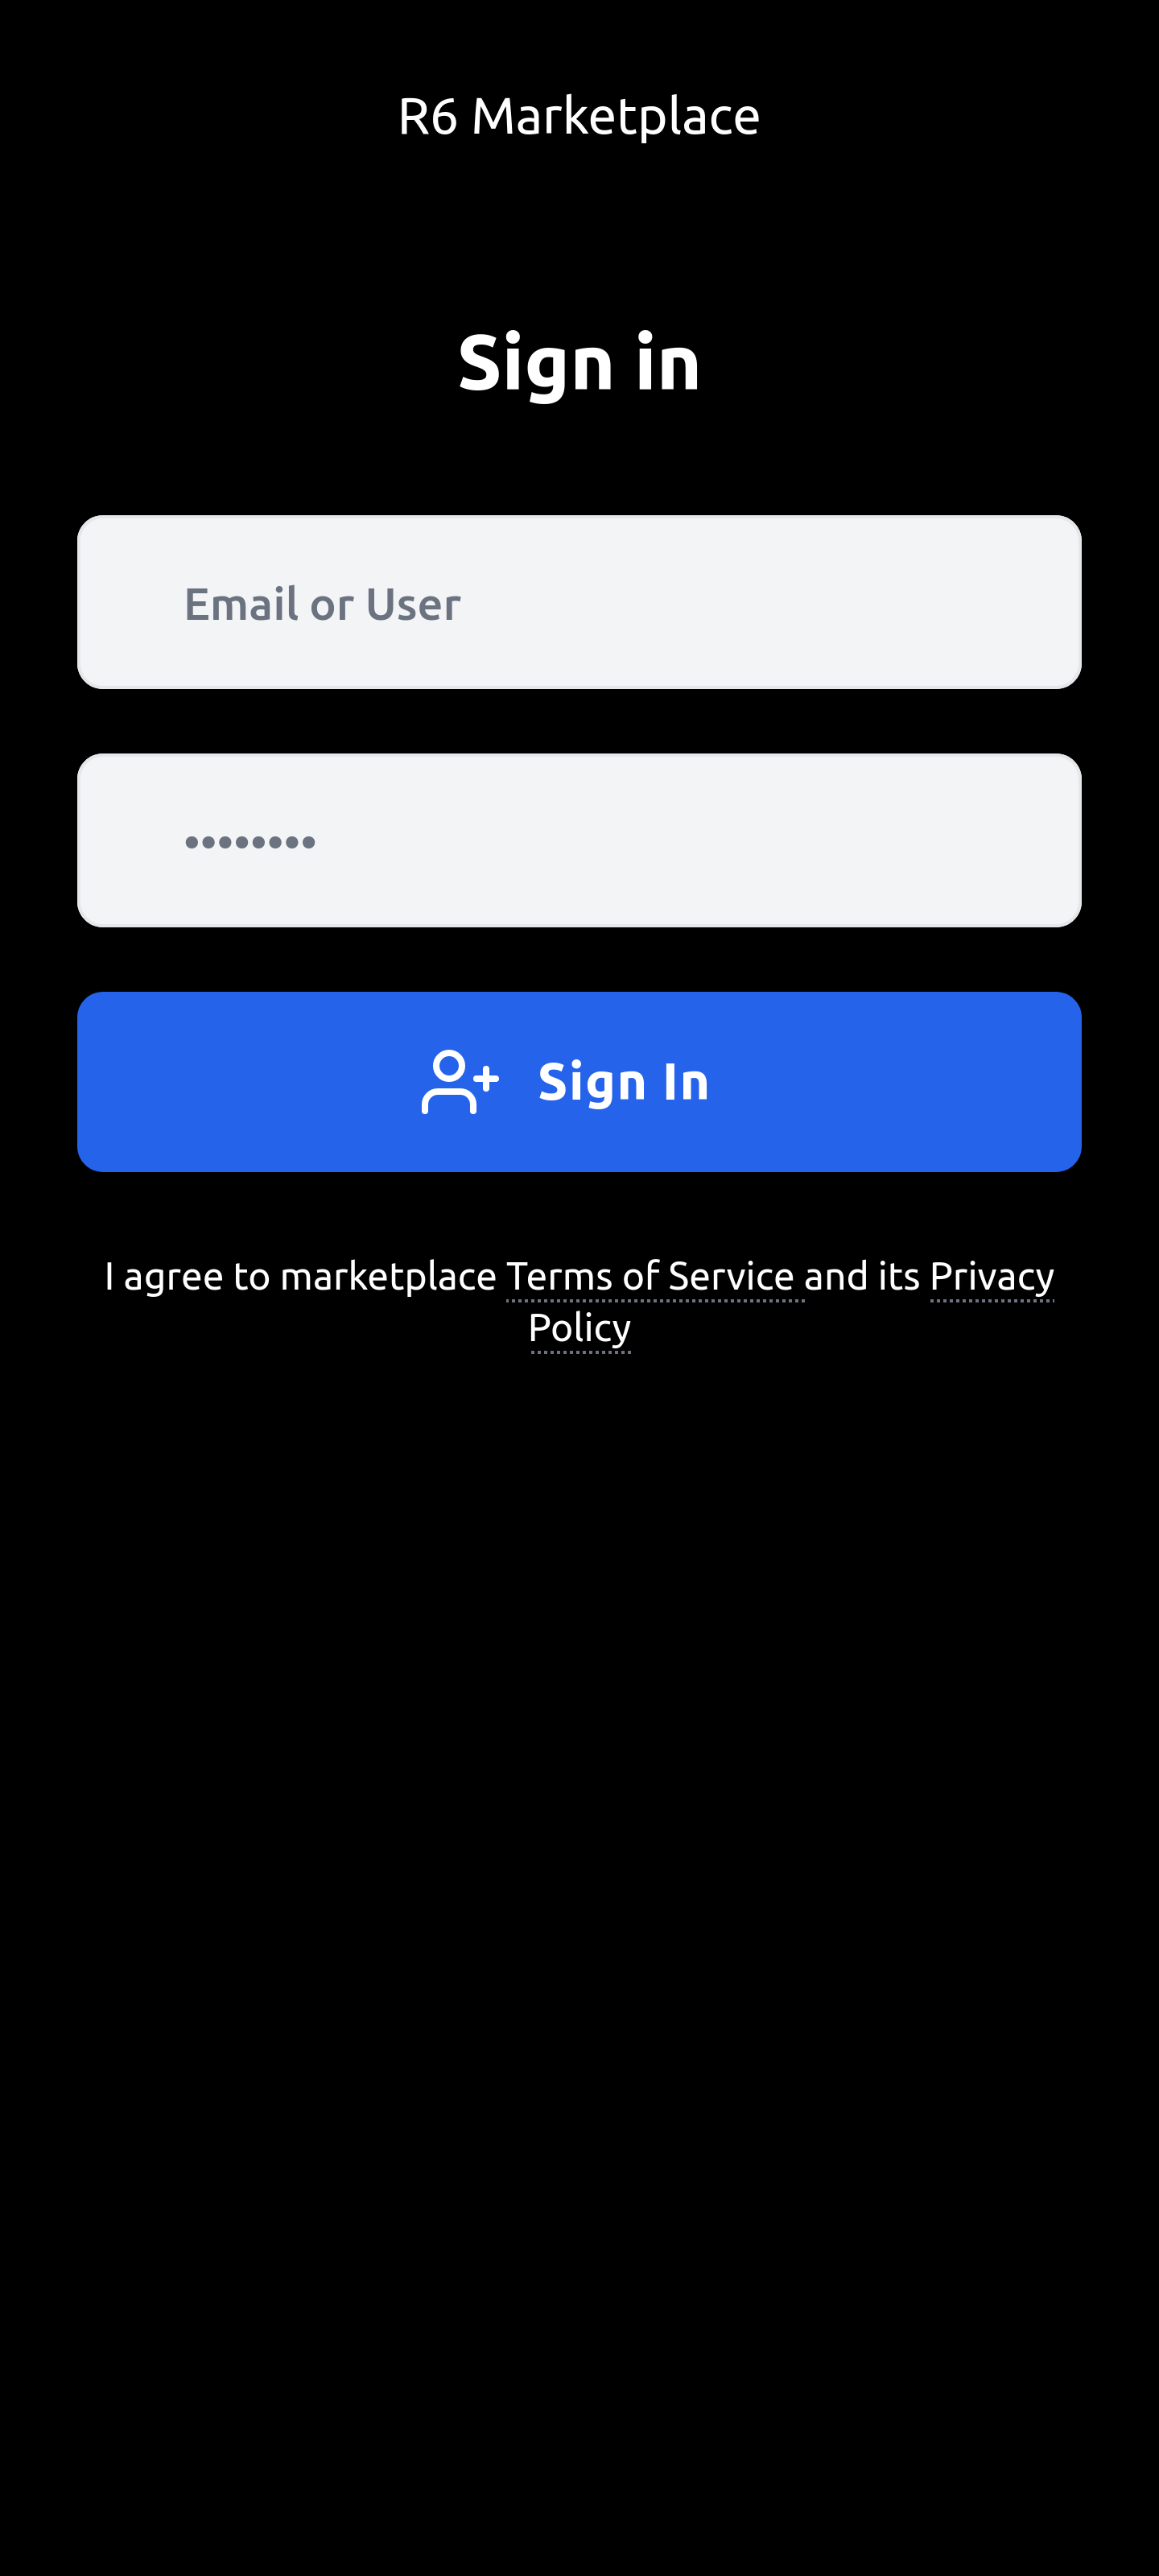 R6 Marketplace
Sign in
Email or User
••••••••
Sign In
I agree to marketplace Terms of Service and its Privacy
Policy